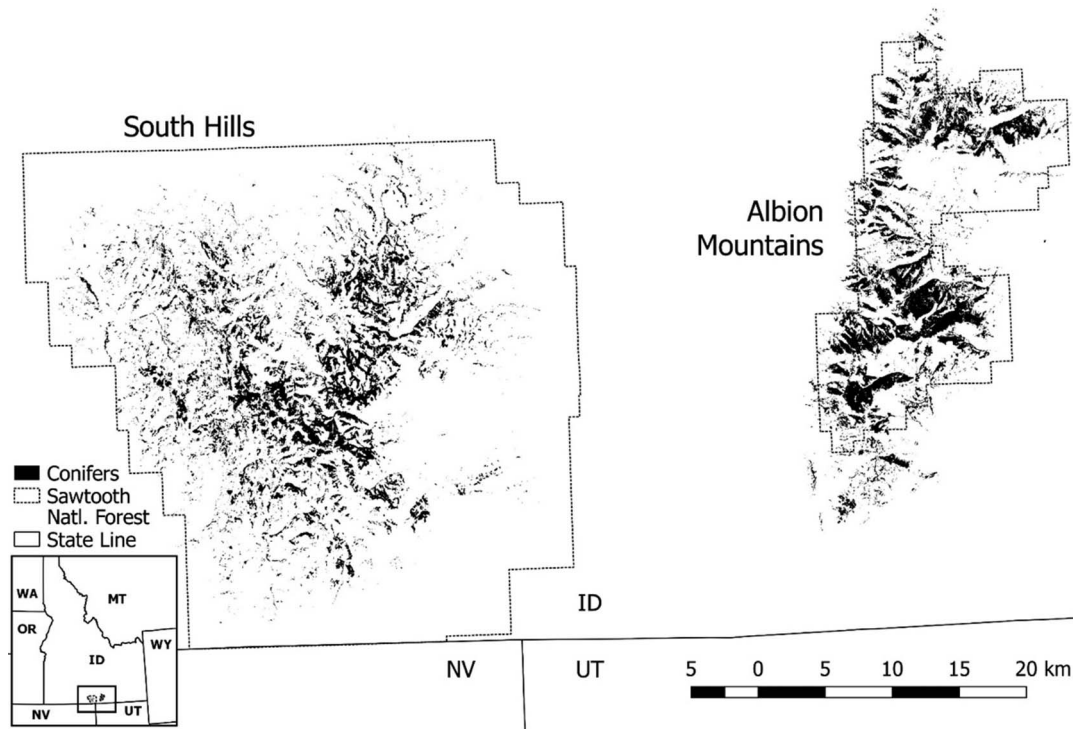 South Hills
Albion
Mountains
Conifers
Sawtooth
Natl. Forest
State Line
WA
MT
OR
ID
WY
NV
UT
ID
NV
UT
5 0 5 10 15 20 km